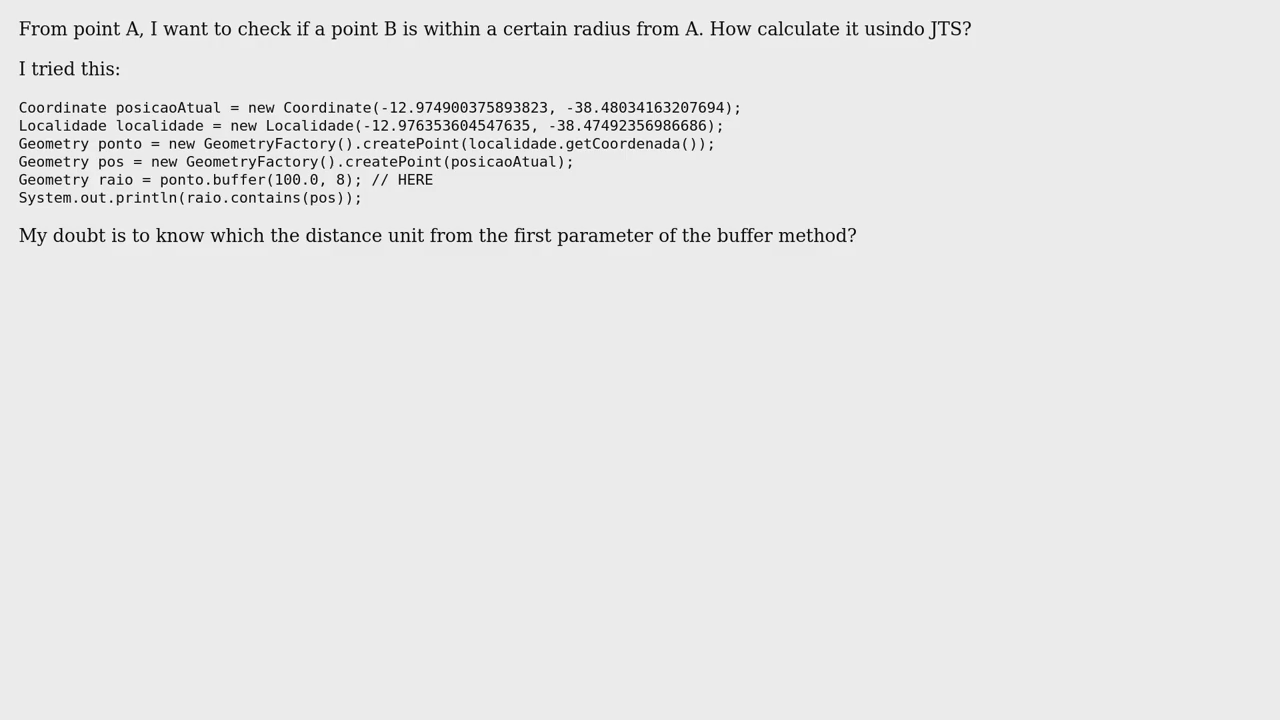 From point A, I want to check if a point B is within a certain radius from A. How calculate it usindo JTS?
I tried this:
Coordinate posicaoAtual = new Coordinate(-12.974900375893823, -38.48034163207694);
Localidade localidade = new Localidade(-12.976353604547635, -38.47492356986686);
Geometry ponto = new GeometryFactory().createPoint(localidade.getCoordenada());
Geometry pos = new GeometryFactory().createPoint(posicaoAtual);
Geometry raio = ponto.buffer(100.0, 8); // HERE
System.out.println(raio.contains(pos));
My doubt is to know which the distance unit from the first parameter of the buffer method?